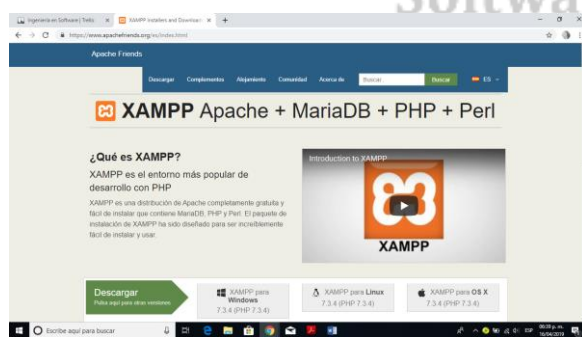 Software
Ingeniería en Software | Trello
XAMPP Installers and Downloa
https://www.apachefriends.org/es/index.html
Apache Friends
Descargar Complementos Alojamiento Comunidad Acerca de Buscar Buscar ES
XAMPP Apache + MariaDB + PHP + Perl
¿Qué es XAMPP?
XAMPP es el entorno más popular de
desarrollo con PHP
XAMPP es una distribución de Apache completamente gratuita y
fácil de instalar que contiene MariaDB, PHP y Perl. El paquete de
instalación de XAMPP ha sido diseñado para ser increíblemente
fácil de instalar y usar.
Introduction to XAMPP
XAMPP
Descargar
Pulsa aquí para otras versiones
XAMPP para
Windows
7.3.4 (PHP 7.3.4)
XAMPP para Linux
7.3.4 (PHP 7.3.4)
XAMPP para OS X
7.3.4 (PHP 7.3.4)
Escribe aquí para buscar
ESP
08:09 p. m.
16/04/2019